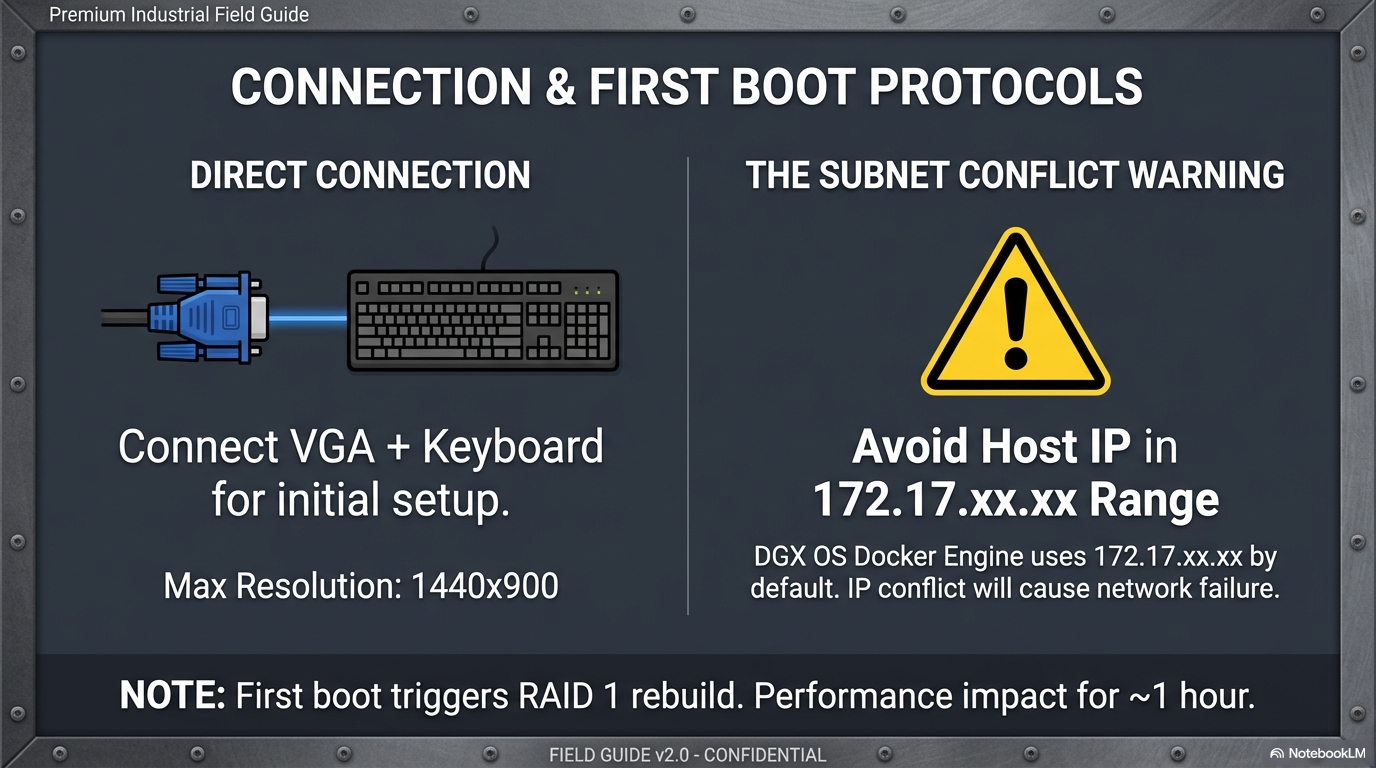 Premium Industrial Field Guide
CONNECTION & FIRST BOOT PROTOCOLS
DIRECT CONNECTION
Connect VGA + Keyboard
for initial setup.
Max Resolution: 1440x900
THE SUBNET CONFLICT WARNING
Avoid Host IP in
172.17.xx.xx Range
DGX OS Docker Engine uses 172.17.xx.xx by
default. IP conflict will cause network failure.
NOTE: First boot triggers RAID 1 rebuild. Performance impact for ~1 hour.
FIELD GUIDE v2.0 - CONFIDENTIAL
NotebookLM